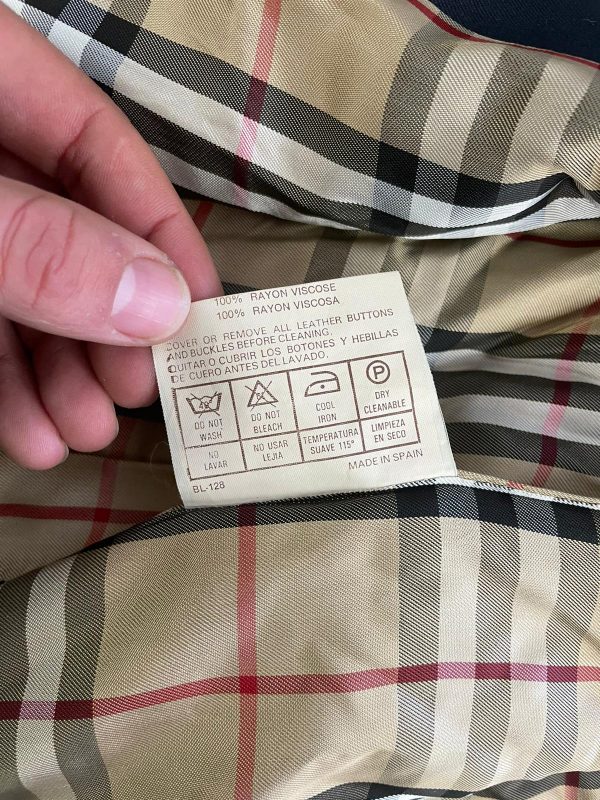 100% RAYON VISCOSE
100% RAYON VISCOSA
COVER OR REMOVE ALL LEATHER BUTTONS
AND BUCKLES BEFORE CLEANING.
QUITAR O CUBRIR LOS BOTONES Y HEBILLAS
DE CUERO ANTES DEL LAVADO.
P
DO NOT WASH
DO NOT BLEACH
COOL IRON
DRY CLEANABLE
NO LAVAR
NO USAR LEJIA
TEMPERATURA SUAVE 115°
LIMPIEZA EN SECO
BL-128
MADE IN SPAIN